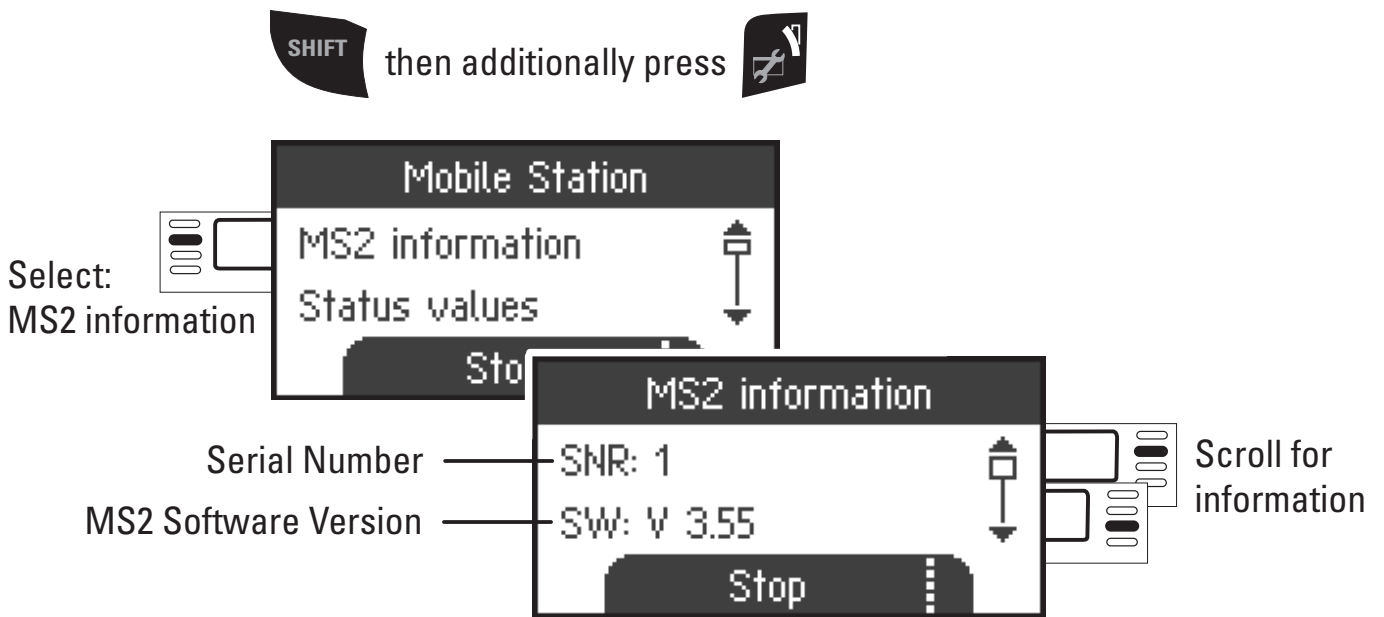 SHIFT
then additionally press
Mobile Station
MS2 information
Status values
Sto
Select:
MS2 information
MS2 information
SNR: 1
SW: V 3.55
Stop
Serial Number
MS2 Software Version
Scroll for
information